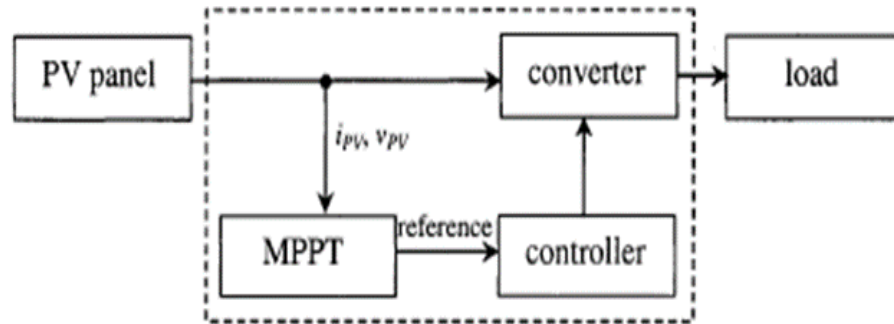 PV panel
converter
load
i_PV, v_PV
reference
MPPT
controller